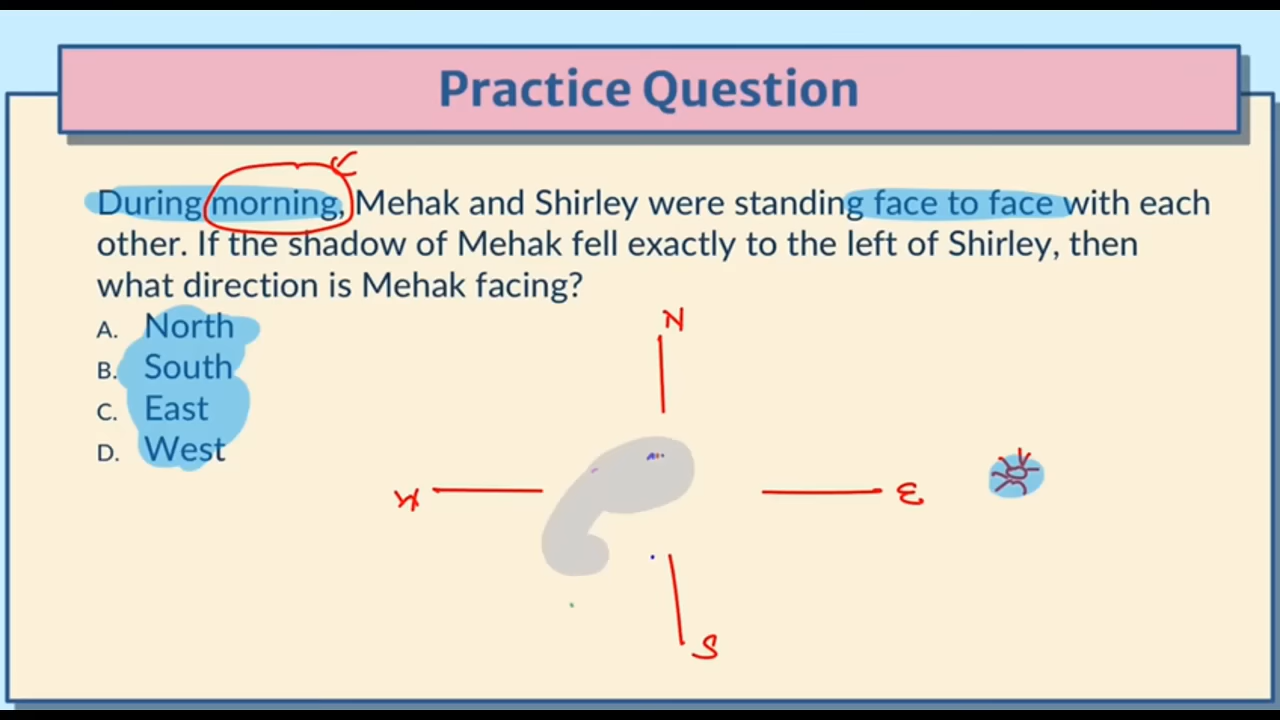 Practice Question
During morning, Mehak and Shirley were standing face to face with each
other. If the shadow of Mehak fell exactly to the left of Shirley, then
what direction is Mehak facing?
A. North
B. South
C. East
D. West
N
W
E
S